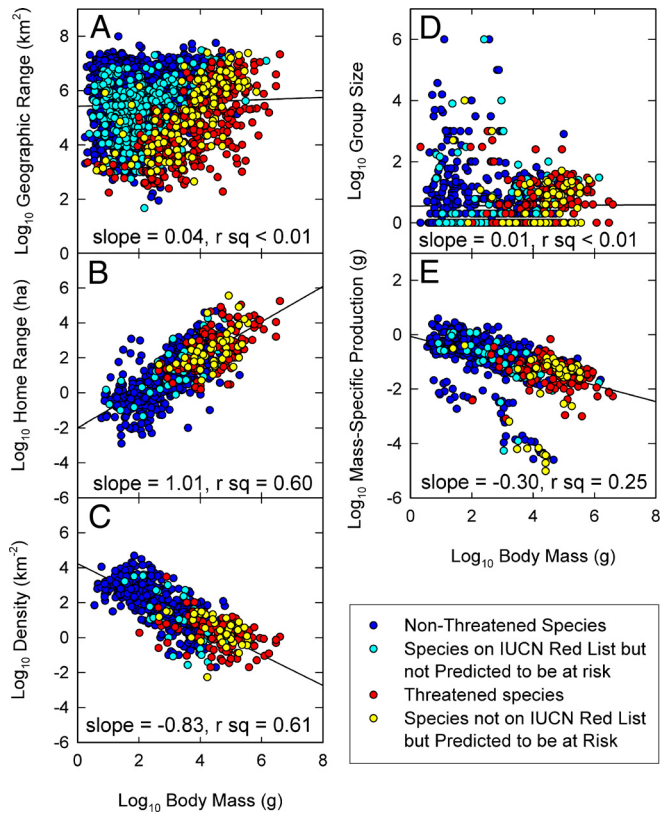 A
Log10 Geographic Range (km2)
8
6
4
2
0
slope = 0.04, r sq < 0.01
B
Log10 Home Range (ha)
6
4
2
0
-2
-4
-6
slope = 1.01, r sq = 0.60
C
Log10 Density (km-2)
6
4
2
0
-2
-4
-6
slope = -0.83, r sq = 0.61
0 2 4 6 8
Log10 Body Mass (g)
D
Log10 Group Size
6
4
2
0
slope = 0.01, r sq < 0.01
E
Log10 Mass-Specific Production (g)
2
0
-2
-4
-6
slope = -0.30, r sq = 0.25
0 2 4 6 8
Log10 Body Mass (g)
Non-Threatened Species
Species on IUCN Red List but
not Predicted to be at risk
Threatened species
Species not on IUCN Red List
but Predicted to be at Risk